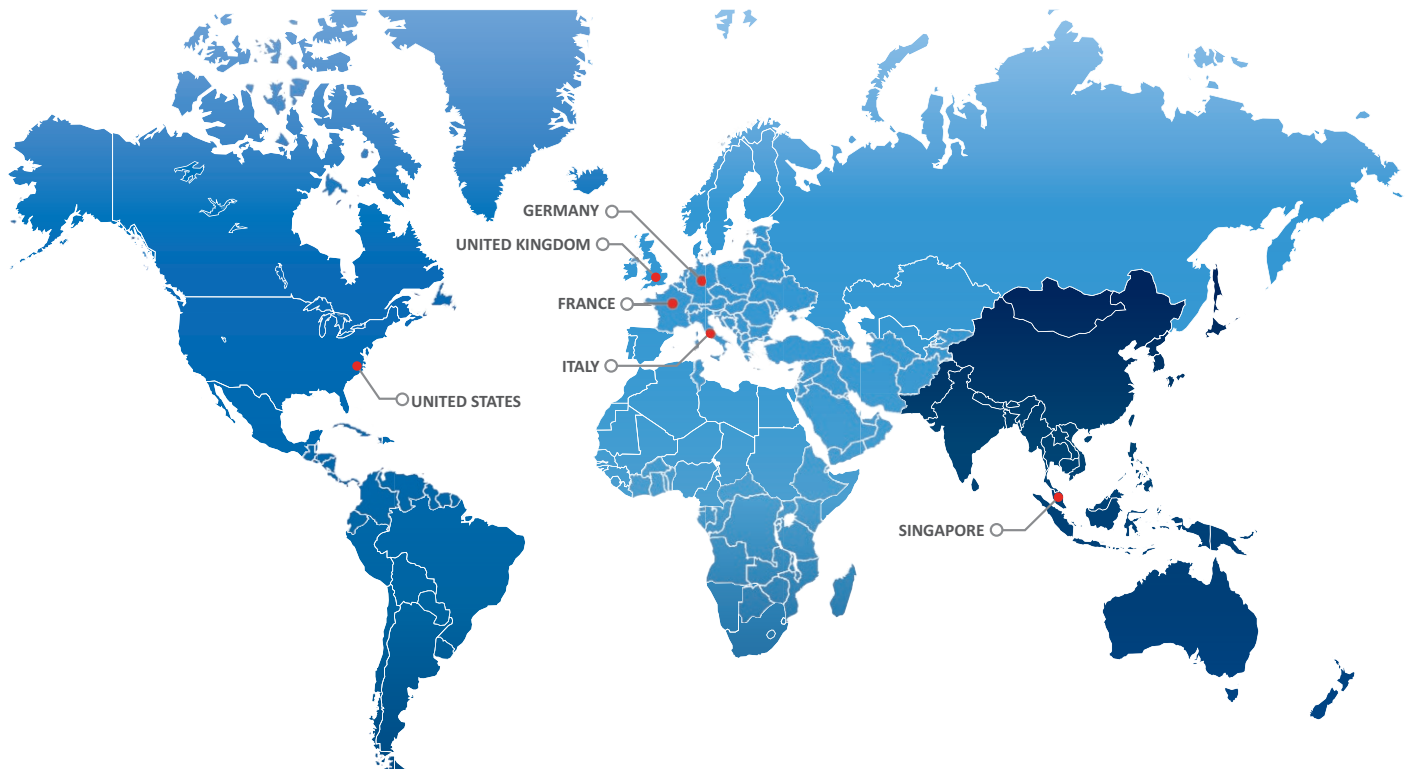 GERMANY
UNITED KINGDOM
FRANCE
ITALY
UNITED STATES
SINGAPORE